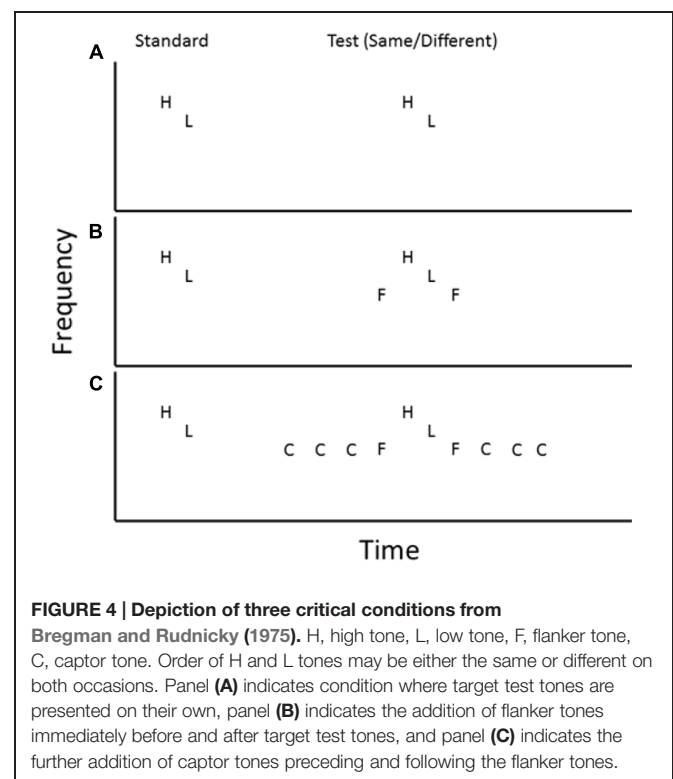 Standard Test (Same/Different)
A
H H
L L
B
H H
L L
F F
C
H H
L L
C C C F F C C C
Frequency
Time
FIGURE 4 | Depiction of three critical conditions from
Bregman and Rudnicky (1975). H, high tone, L, low tone, F, flanker tone,
C, captor tone. Order of H and L tones may be either the same or different on
both occasions. Panel (A) indicates condition where target test tones are
presented on their own, panel (B) indicates the addition of flanker tones
immediately before and after target test tones, and panel (C) indicates the
further addition of captor tones preceding and following the flanker tones.